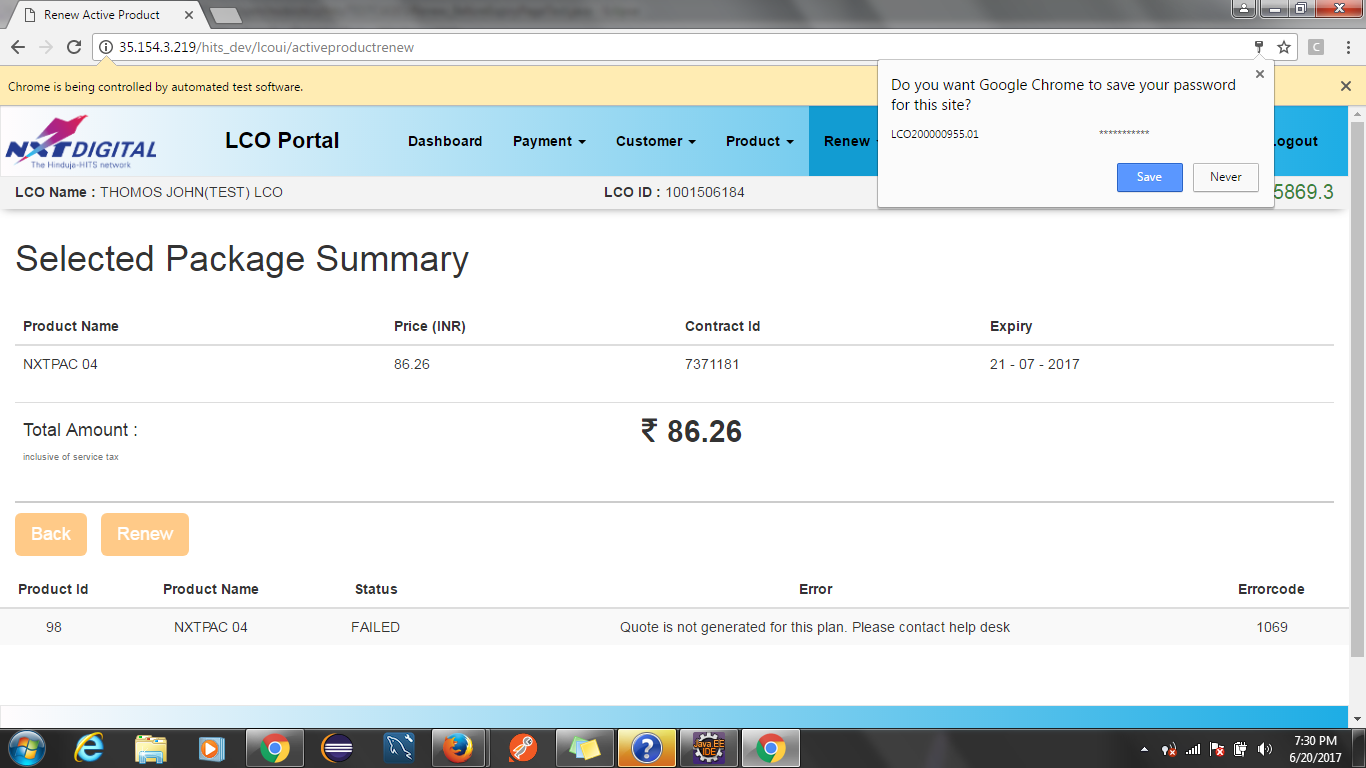 Renew Active Product
35.154.3.219/hits_dev/lcoui/activeproductrenew
Chrome is being controlled by automated test software.
Do you want Google Chrome to save your password
for this site?
LCO200000955.01 ***********
Save Never
NXTDIGITAL
The Hinduja-HITS network
LCO Portal Dashboard Payment Customer Product Renew ogout
LCO Name : THOMOS JOHN(TEST) LCO LCO ID : 1001506184 5869.3
Selected Package Summary
Product Name Price (INR) Contract Id Expiry
NXTPAC 04 86.26 7371181 21 - 07 - 2017
Total Amount : ₹ 86.26
inclusive of service tax
Back Renew
Product Id Product Name Status Error Errorcode
98 NXTPAC 04 FAILED Quote is not generated for this plan. Please contact help desk 1069
Java EE
IDE
7:30 PM
6/20/2017